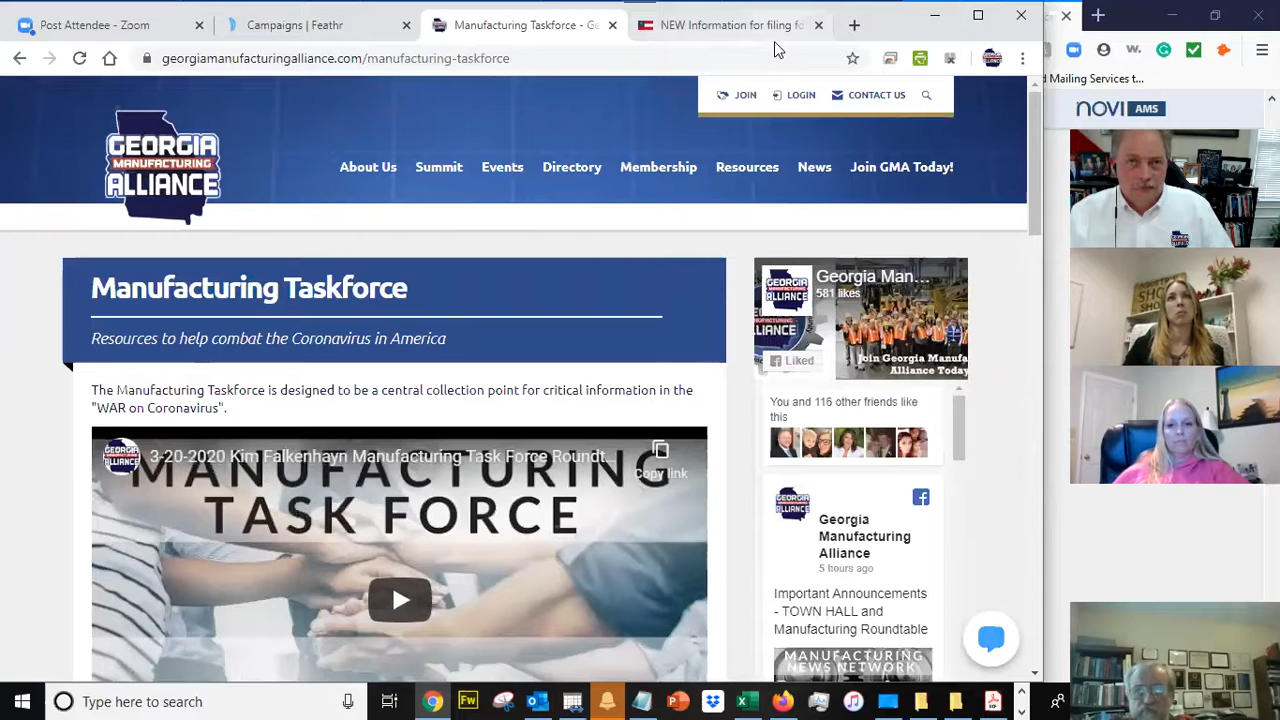 Post Attendee - Zoom
Campaigns | Feathr
Manufacturing Taskforce - Ge
NEW Information for filing fo
georgiamanufacturingalliance.com/manufacturing-taskforce
d Mailing Services t...
JOIN
LOGIN
CONTACT US
novi AMS
GEORGIA
MANUFACTURING
ALLIANCE
About Us
Summit
Events
Directory
Membership
Resources
News
Join GMA Today!
Manufacturing Taskforce
Resources to help combat the Coronavirus in America
The Manufacturing Taskforce is designed to be a central collection point for critical information in the
"WAR on Coronavirus".
3-20-2020 Kim Falkenhayn Manufacturing Task Force Roundt...
Copy link
MANUFACTURING
TASK FORCE
Georgia Man...
581 likes
Liked
Join Georgia Manufa
Alliance Today
You and 116 other friends like
this
Georgia
Manufacturing
Alliance
5 hours ago
Important Announcements
- TOWN HALL and
Manufacturing Roundtable
MANUFACTURING
NEWS NETWORK
Type here to search